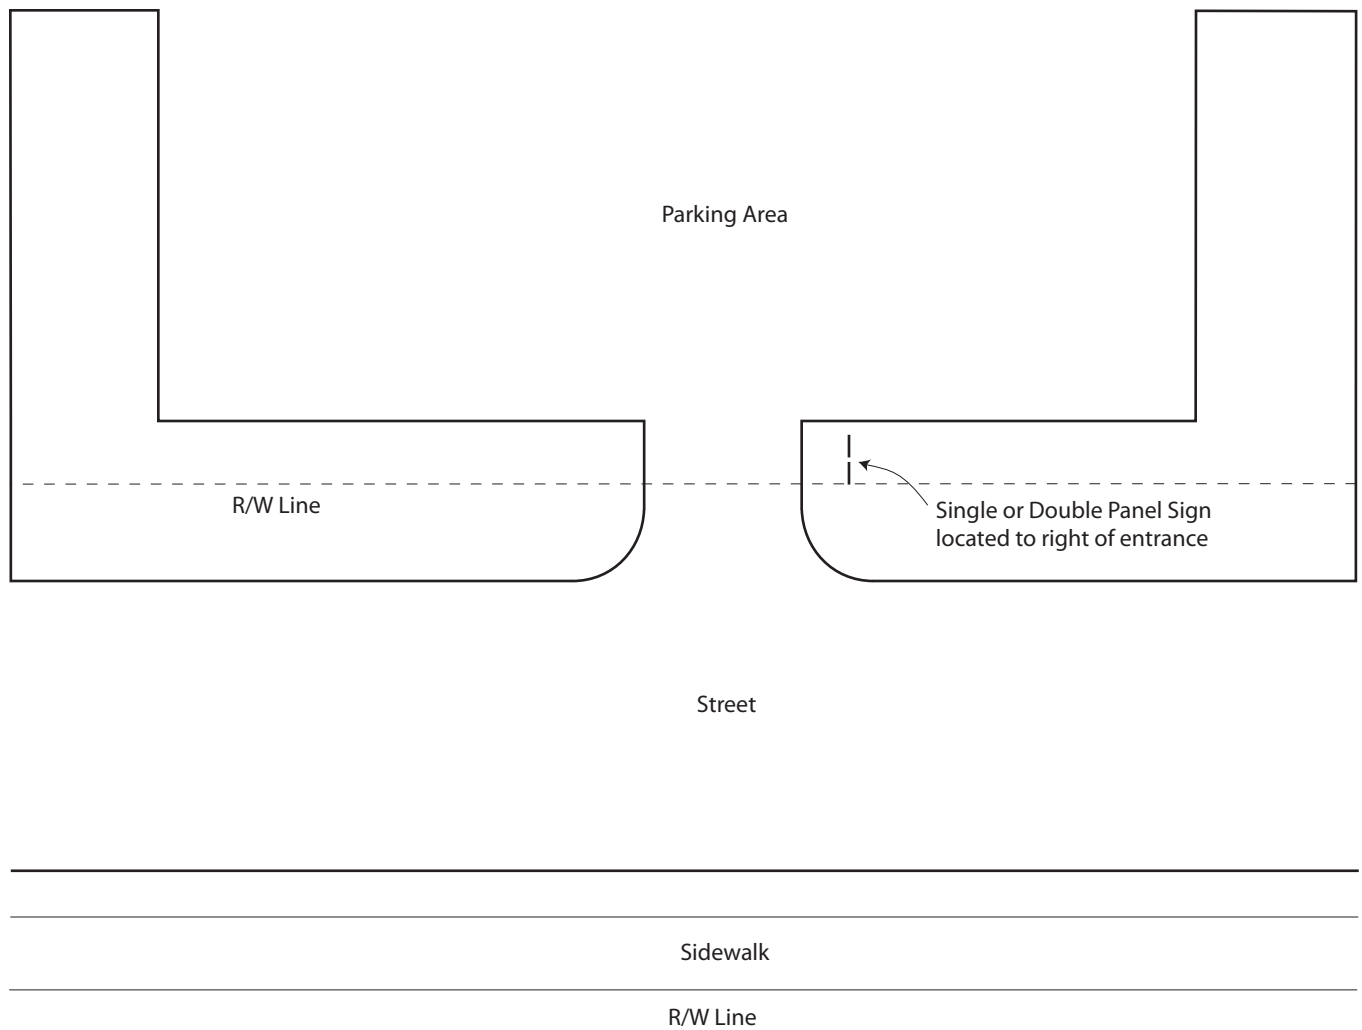 Parking Area
R/W Line
Single or Double Panel Sign
located to right of entrance
Street
Sidewalk
R/W Line